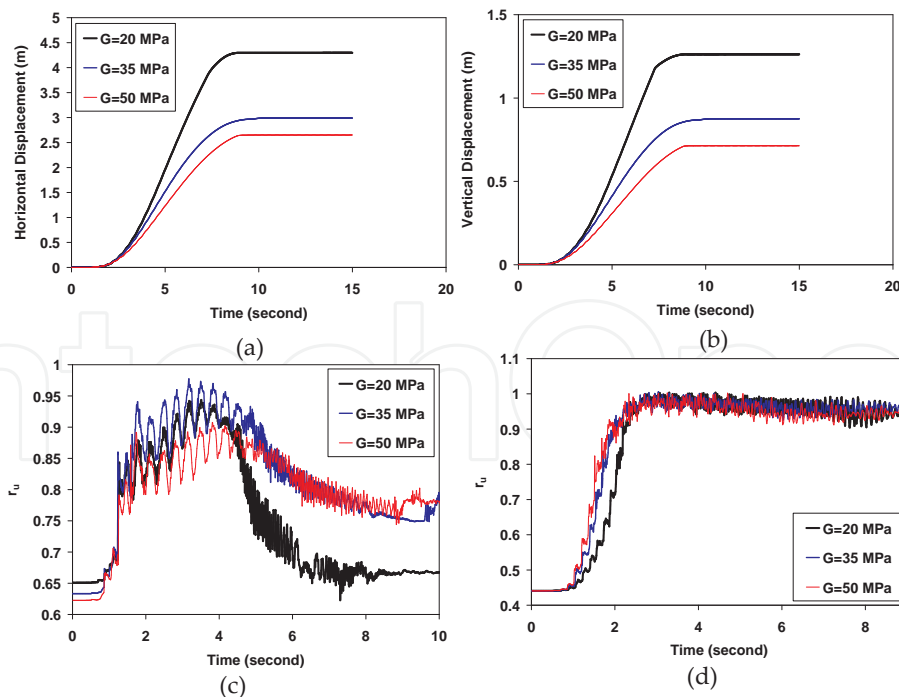 5
4.5
4
3.5
3
2.5
2
1.5
1
0.5
0
Horizontal Displacement (m)
G=20 MPa
G=35 MPa
G=50 MPa
0 5 10 15 20
Time (second)
(a)
1.5
1
0.5
0
Vertical Displacement (m)
G=20 MPa
G=35 MPa
G=50 MPa
0 5 10 15 20
Time (second)
(b)
1
0.95
0.9
0.85
0.8
0.75
0.7
0.65
0.6
ru
G=20 MPa
G=35 MPa
G=50 MPa
0 2 4 6 8 10
Time (second)
(c)
1.1
1
0.9
0.8
0.7
0.6
0.5
0.4
ru
G=20 MPa
G=35 MPa
G=50 MPa
0 2 4 6 8
Time (second)
(d)